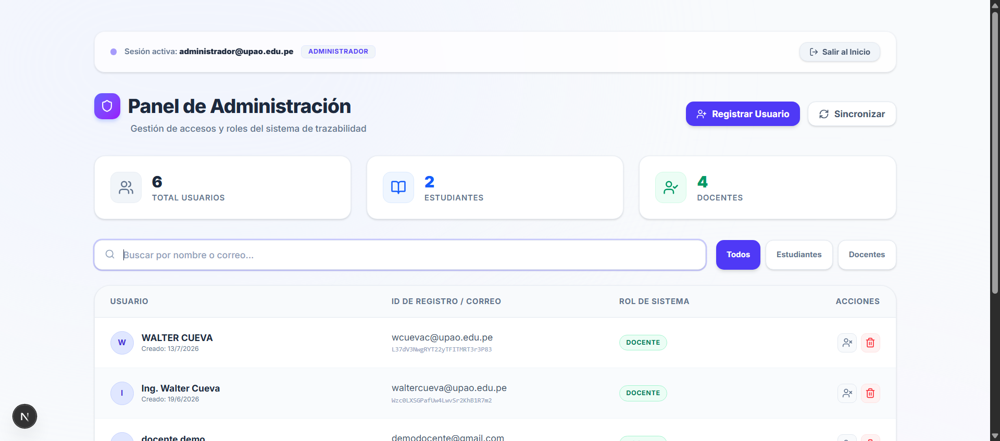 Sesión activa: administrador@upao.edu.pe ADMINISTRADOR
Salir al Inicio
Panel de Administración
Gestión de accesos y roles del sistema de trazabilidad
Registrar Usuario
Sincronizar
6
TOTAL USUARIOS
2
ESTUDIANTES
4
DOCENTES
Buscar por nombre o correo...
Todos
Estudiantes
Docentes
USUARIO ID DE REGISTRO / CORREO ROL DE SISTEMA ACCIONES
W
WALTER CUEVA
Creado: 13/7/2026
wcuevac@upao.edu.pe
L37dV3NwgRYT22yTFITMRT3r3P83
DOCENTE
I
Ing. Walter Cueva
Creado: 19/6/2026
waltercueva@upao.edu.pe
Wzc0LXSGPafUw4LwvSr2KhB1R7m2
DOCENTE
docente demo
demodocente@gmail.com
N